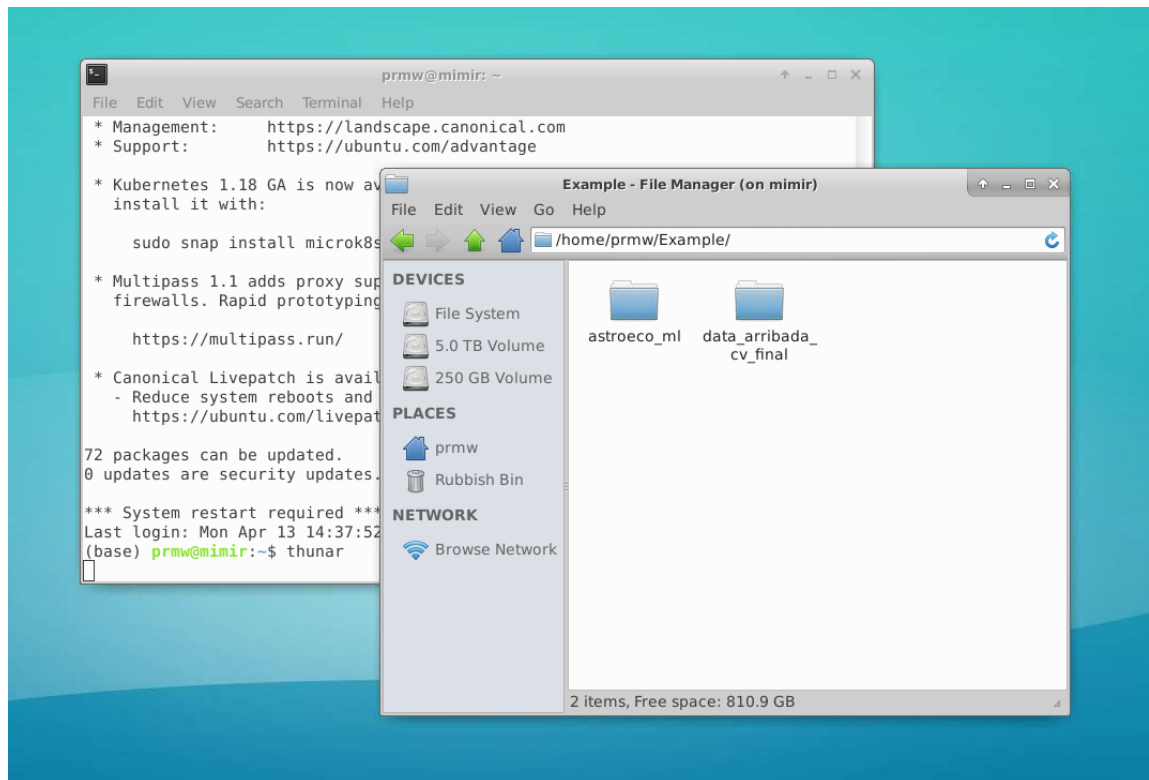 prmw@mimir: ~
File Edit View Search Terminal Help
* Management: https://landscape.canonical.com
* Support: https://ubuntu.com/advantage
* Kubernetes 1.18 GA is now av
install it with:
sudo snap install microk8s
* Multipass 1.1 adds proxy sup
firewalls. Rapid prototyping
https://multipass.run/
* Canonical Livepatch is avail
- Reduce system reboots and
https://ubuntu.com/livepat
72 packages can be updated.
0 updates are security updates.
*** System restart required ***
Last login: Mon Apr 13 14:37:52
(base) prmw@mimir:~$ thunar
Example - File Manager (on mimir)
File Edit View Go Help
/home/prmw/Example/
DEVICES
File System
5.0 TB Volume
250 GB Volume
PLACES
prmw
Rubbish Bin
NETWORK
Browse Network
astroeco_ml
data_arribada_
cv_final
2 items, Free space: 810.9 GB